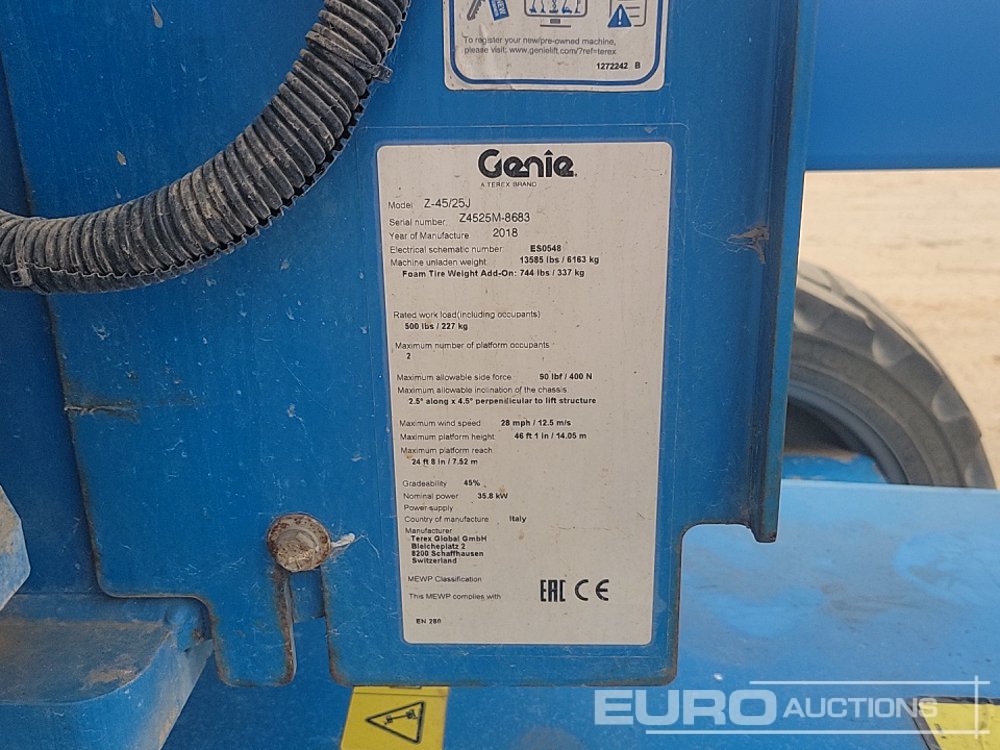 To register your new/pre-owned machine,
please visit: www.genielift.com/?ref=terex
1272242 B
Genie
A TEREX BRAND
Model Z-45/25J
Serial number: Z4525M-8683
Year of Manufacture 2018
Electrical schematic number: ES0548
Machine unladen weight: 13585 lbs / 6163 kg
Foam Tire Weight Add-On: 744 lbs / 337 kg
Rated work load(including occupants)
500 lbs / 227 kg
Maximum number of platform occupants
2
Maximum allowable side force: 90 lbf / 400 N
Maximum allowable inclination of the chassis
2.5° along x 4.5° perpendicular to lift structure
Maximum wind speed 28 mph / 12.5 m/s
Maximum platform height: 46 ft 1 in / 14.05 m
Maximum platform reach:
24 ft 8 in / 7.52 m
Gradeability 45%
Nominal power 35.8 kW
Power supply
Country of manufacture Italy
Manufacturer
Terex Global GmbH
Bleicheplatz 2
8200 Schaffhausen
Switzerland
MEWP Classification
This MEWP complies with EAC CE
EN 280
EURO AUCTIONS